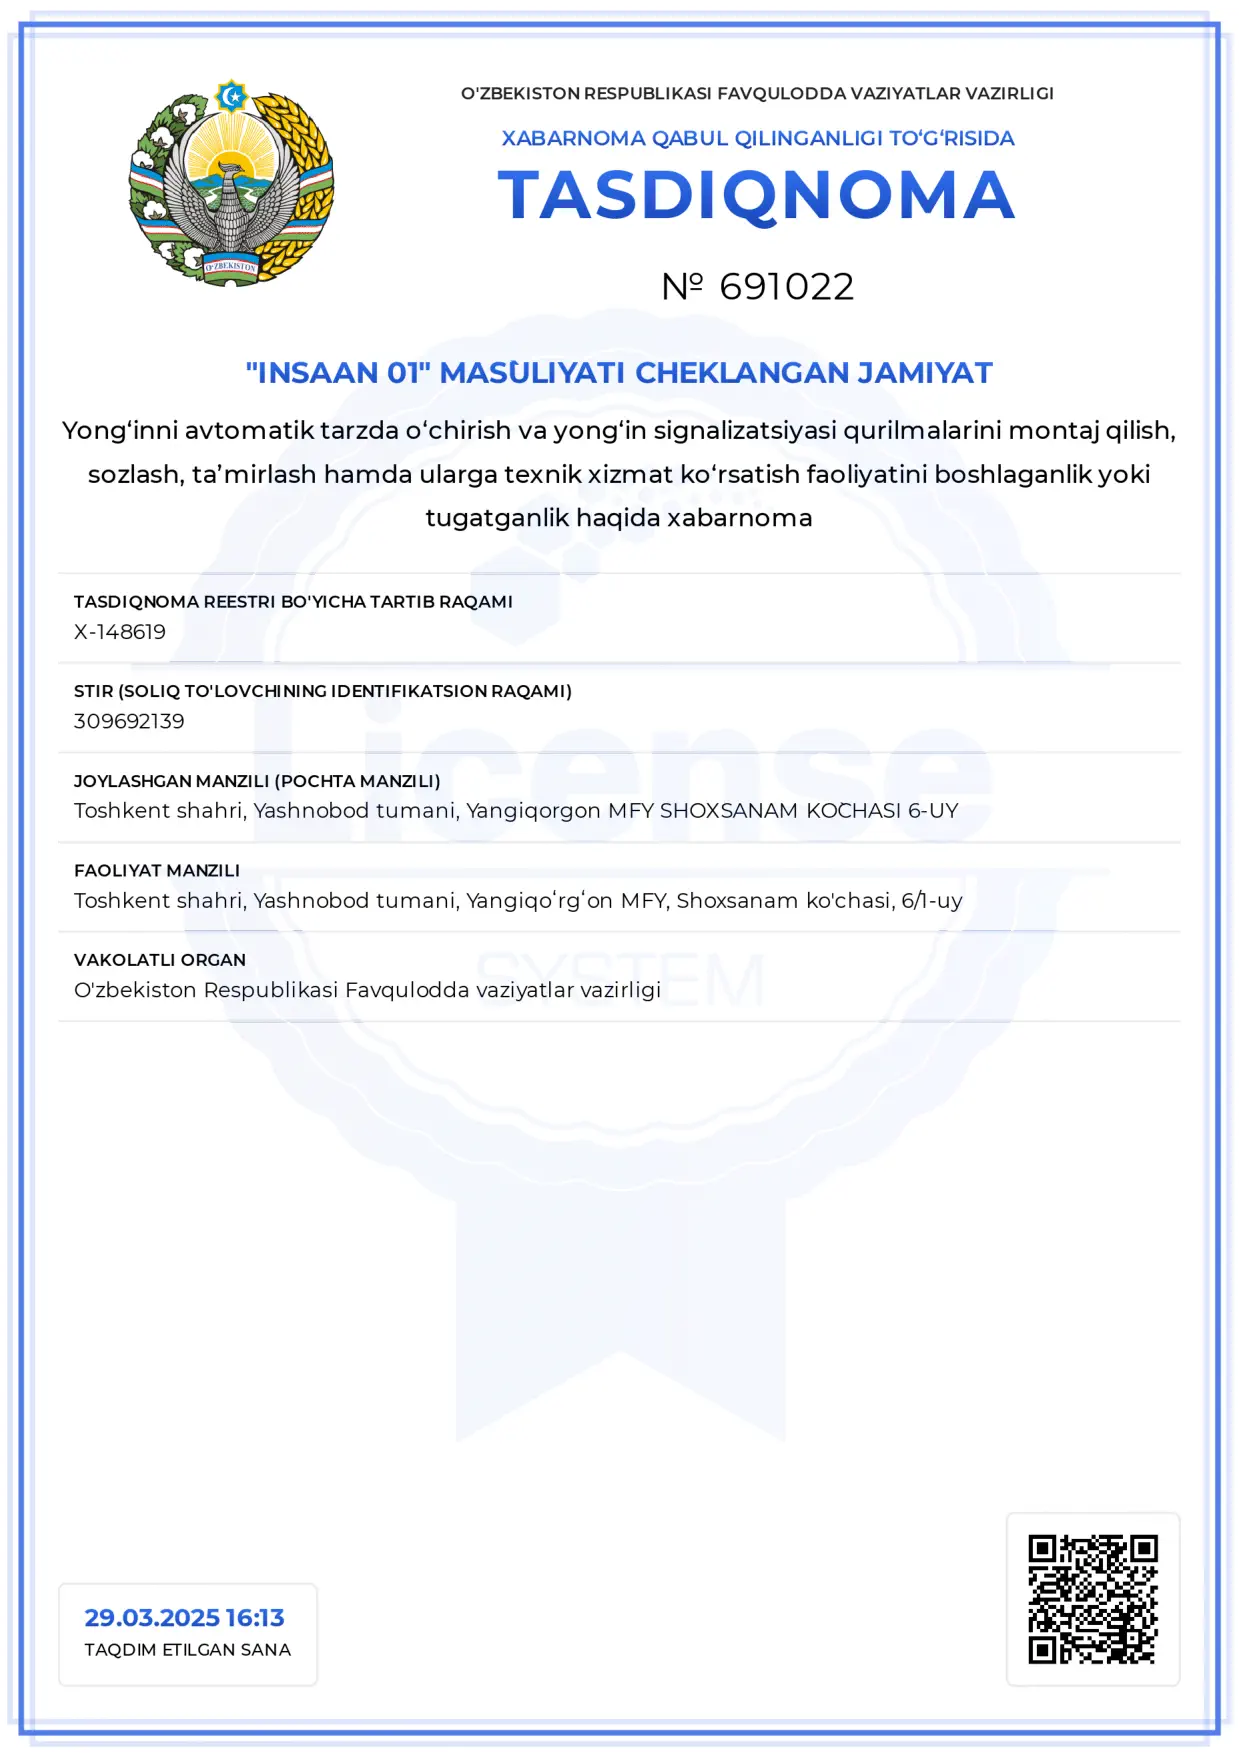 O'ZBEKISTON RESPUBLIKASI FAVQULODDA VAZIYATLAR VAZIRLIGI
XABARNOMA QABUL QILINGANLIGI TO‘G‘RISIDA
TASDIQNOMA
№ 691022
O‘ZBEKISTON
"INSAAN 01" MAS`ULIYATI CHEKLANGAN JAMIYAT
Yong‘inni avtomatik tarzda o‘chirish va yong‘in signalizatsiyasi qurilmalarini montaj qilish,
sozlash, ta’mirlash hamda ularga texnik xizmat ko‘rsatish faoliyatini boshlaganlik yoki
tugatganlik haqida xabarnoma
TASDIQNOMA REESTRI BO'YICHA TARTIB RAQAMI
X-148619
STIR (SOLIQ TO'LOVCHINING IDENTIFIKATSION RAQAMI)
309692139
License
JOYLASHGAN MANZILI (POCHTA MANZILI)
Toshkent shahri, Yashnobod tumani, Yangiqorgon MFY SHOXSANAM KO`CHASI 6-UY
FAOLIYAT MANZILI
Toshkent shahri, Yashnobod tumani, Yangiqoʻrgʻon MFY, Shoxsanam ko'chasi, 6/1-uy
VAKOLATLI ORGAN
SYSTEM
O'zbekiston Respublikasi Favqulodda vaziyatlar vazirligi
29.03.2025 16:13
TAQDIM ETILGAN SANA